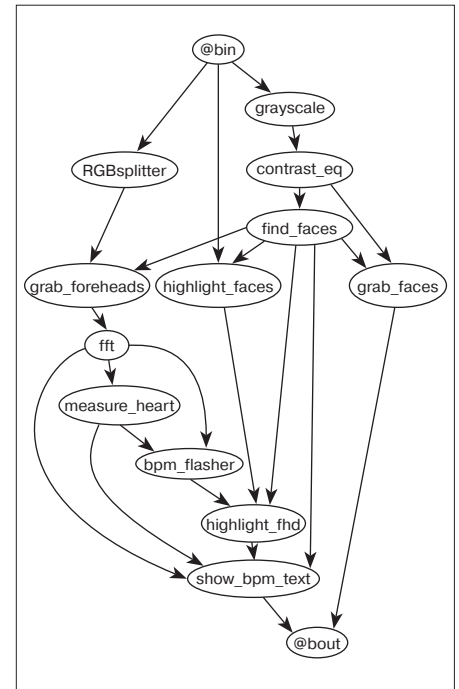 @bin
grayscale
RGBsplitter
contrast_eq
find_faces
grab_foreheads
highlight_faces
grab_faces
fft
measure_heart
bpm_flasher
highlight_fhd
show_bpm_text
@bout